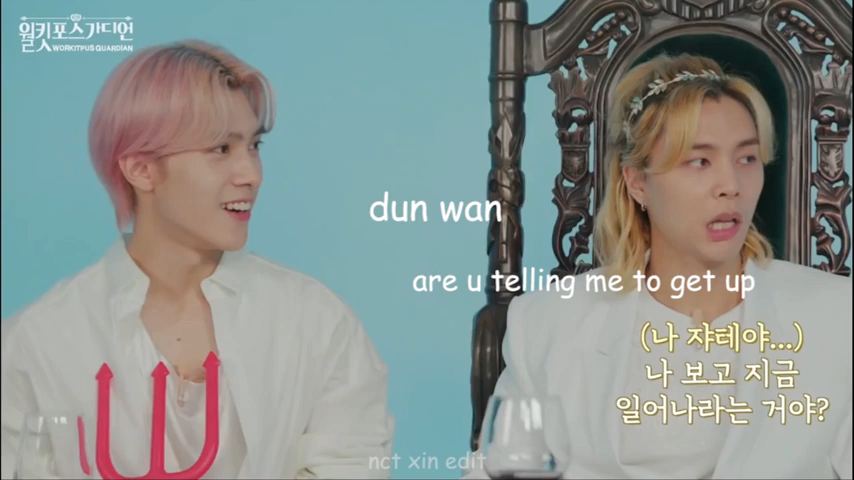 윌킷포스가디언
WORKITPUS GUARDIAN
dun wan
are u telling me to get up
(나 쟈테야...)
나 보고 지금
일어나라는 거야?
nct xin edit